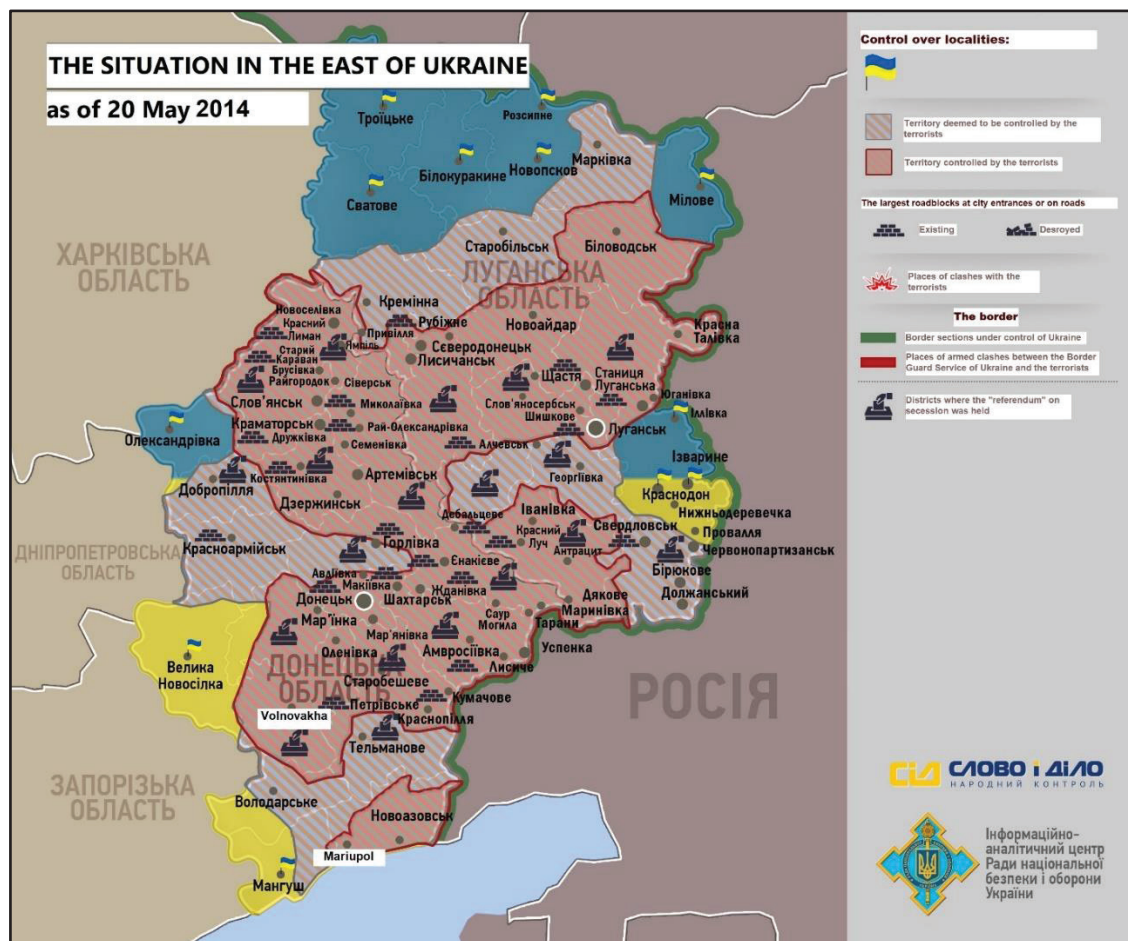 THE SITUATION IN THE EAST OF UKRAINE
as of 20 May 2014
Троїцьке
Розсипне
Білокуракине
Новопсков
Марківка
Сватове
Мілове
ХАРКІВСЬКА
ОБЛАСТЬ
Старобільськ
Біловодськ
ЛУГАНСЬКА
ОБЛАСТЬ
Кремінна
Новоселівка
Красний
Лиман
Привілля
Рубіжне
Новоайдар
Красна
Талівка
Ямпіль
Старий
Караван
Сєвєродонецьк
Лисичанськ
Брусівка
Райгородок
Сіверськ
Щастя
Станиця
Луганська
Слов'янськ
Миколаївка
Слов'яносербськ
Шишкове
Юганівка
Іллівка
Олександрівка
Краматорськ
Рай-Олександрівка
Дружківка
Семенівка
Алчевськ
Луганськ
Ізварине
Добропілля
Костянтинівка
Артемівськ
Георгіївка
Краснодон
Дзержинськ
Дебальцеве
Іванівка
Нижньодеревечка
Красноармійськ
Горлівка
Красний
Луч
Свердловськ
Провалля
Антрацит
Червонопартизанськ
ДНІПРОПЕТРОВСЬКА
ОБЛАСТЬ
Авдіївка
Єнакієве
Бірюкове
Макіївка
Жданівка
Донецьк
Шахтарськ
Дякове
Должанський
Мар'їнка
Саур
Могила
Маринівка
Тарани
Мар'янівка
Оленівка
Амвросіївка
Успенка
Лисиче
ДОНЕЦЬКА
ОБЛАСТЬ
Велика
Новосілка
Старобешеве
Кумачове
Петрівське
Краснопілля
РОСІЯ
Volnovakha
Тельманове
ЗАПОРІЗЬКА
ОБЛАСТЬ
Володарське
Новоазовськ
Mariupol
Мангуш
Control over localities:
Territory deemed to be controlled by the
terrorists
Territory controlled by the terrorists
The largest roadblocks at city entrances or on roads
Existing
Desroyed
Places of clashes with the
terrorists
The border
Border sections under control of Ukraine
Places of armed clashes between the Border
Guard Service of Ukraine and the terrorists
Districts where the "referendum" on
secession was held
СІД СЛОВО і ДІЛО
НАРОДНИЙ КОНТРОЛЬ
Інформаційно-
аналітичний центр
Ради національної
безпеки і оборони
України